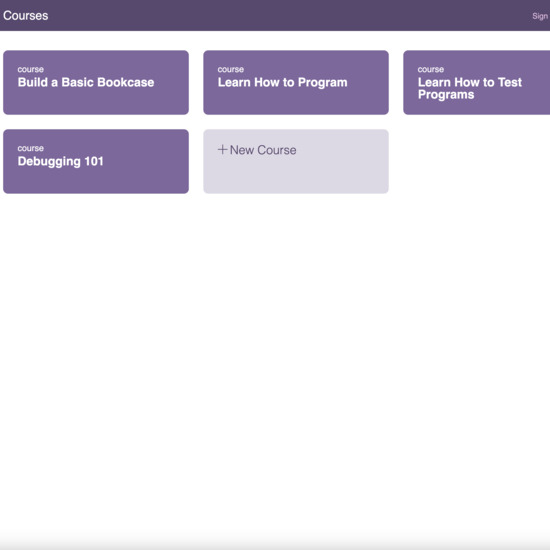 Courses
Sign
course
Build a Basic Bookcase
course
Learn How to Program
course
Learn How to Test
Programs
course
Debugging 101
+ New Course